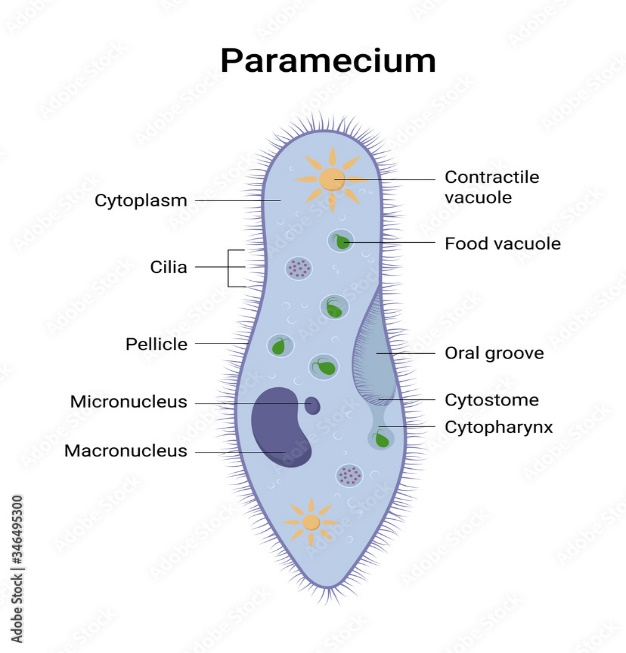 Paramecium
Contractile
vacuole
Cytoplasm
Food vacuole
Cilia
Pellicle
Oral groove
Micronucleus
Cytostome
Cytopharynx
Macronucleus
Adobe Stock | #346495300